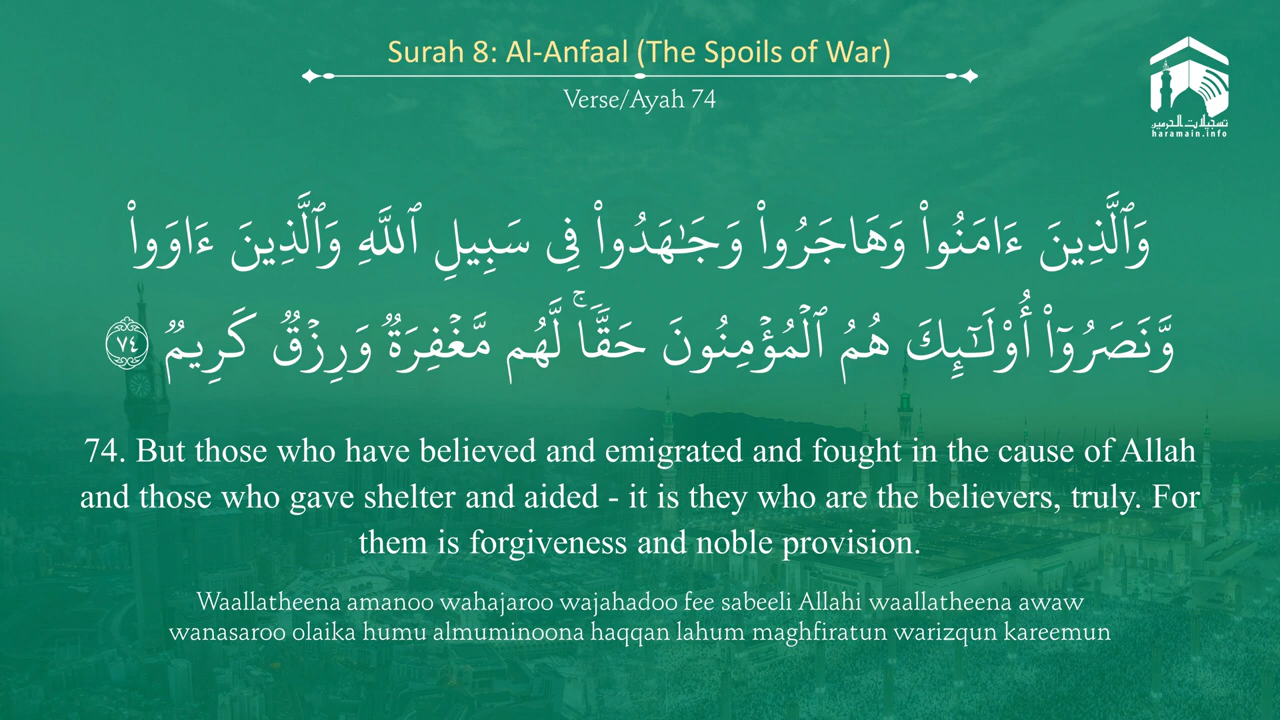 Surah 8: Al-Anfaal (The Spoils of War)
Verse/Ayah 74
تسجيلات الحرمين
haramain.info
وَٱلَّذِينَ ءَامَنُوا۟ وَهَاجَرُوا۟ وَجَـٰهَدُوا۟ فِى سَبِيلِ ٱللَّهِ وَٱلَّذِينَ ءَاوَوا۟
وَّنَصَرُوٓا۟ أُو۟لَـٰٓئِكَ هُمُ ٱلْمُؤْمِنُونَ حَقًّا ۚ لَّهُم مَّغْفِرَةٌ وَرِزْقٌ كَرِيمٌ ٧٤
74. But those who have believed and emigrated and fought in the cause of Allah
and those who gave shelter and aided - it is they who are the believers, truly. For
them is forgiveness and noble provision.
Waallatheena amanoo wahajaroo wajahadoo fee sabeeli Allahi waallatheena awaw
wanasaroo olaika humu almuminoona haqqan lahum maghfiratun warizqun kareemun